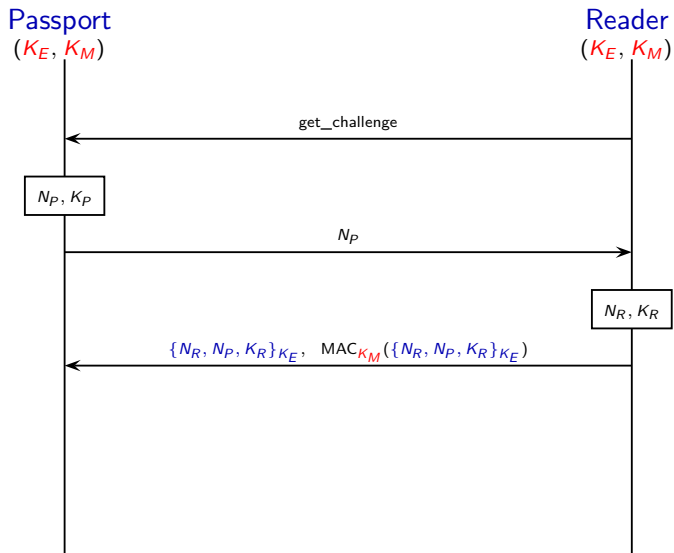 Passport Reader
(K_E, K_M) (K_E, K_M)
get_challenge
N_P, K_P
N_P
N_R, K_R
{N_R, N_P, K_R}_{K_E}, MAC_{K_M}({N_R, N_P, K_R}_{K_E})